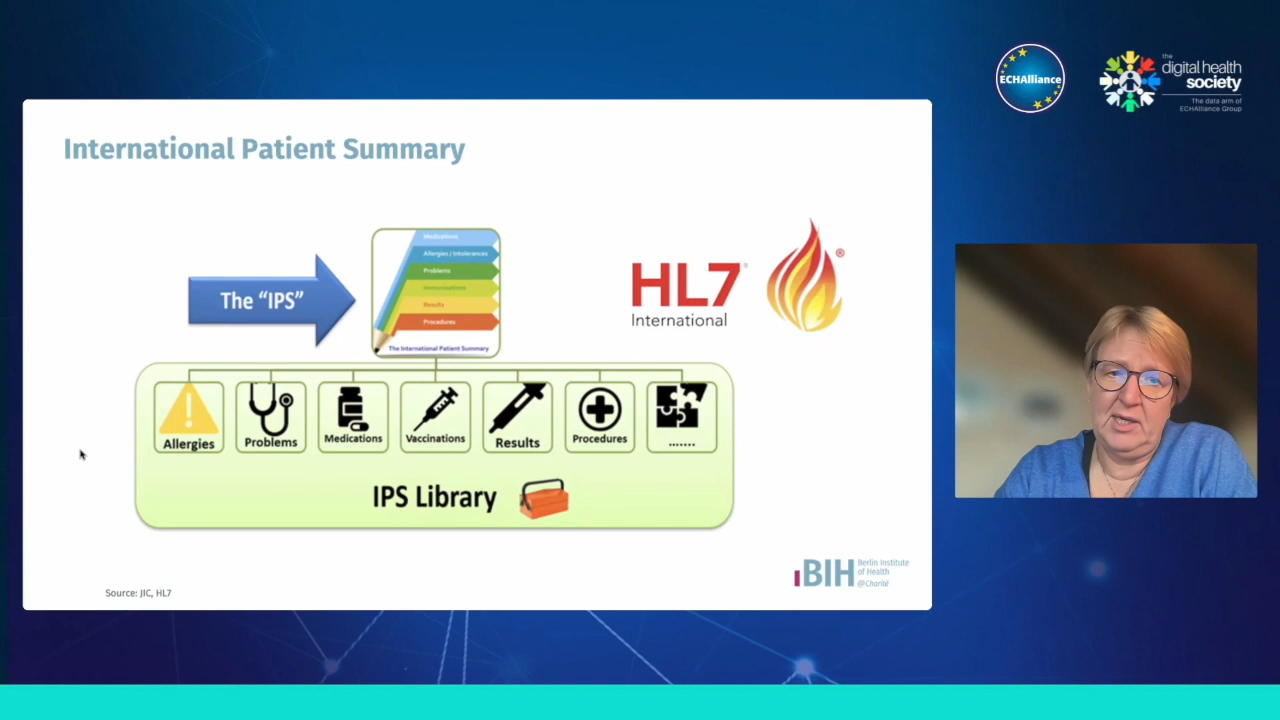 ECHAlliance
the
digital health
society
The data arm of
ECHAlliance Group
International Patient Summary
The “IPS”
Medications
Allergies / Intolerances
Problems
Immunisations
Results
Procedures
The International Patient Summary
HL7®
International
®
Allergies
Problems
Medications
Vaccinations
Results
Procedures
.......
IPS Library
BIH Berlin Institute
of Health
@Charité
Source: JIC, HL7